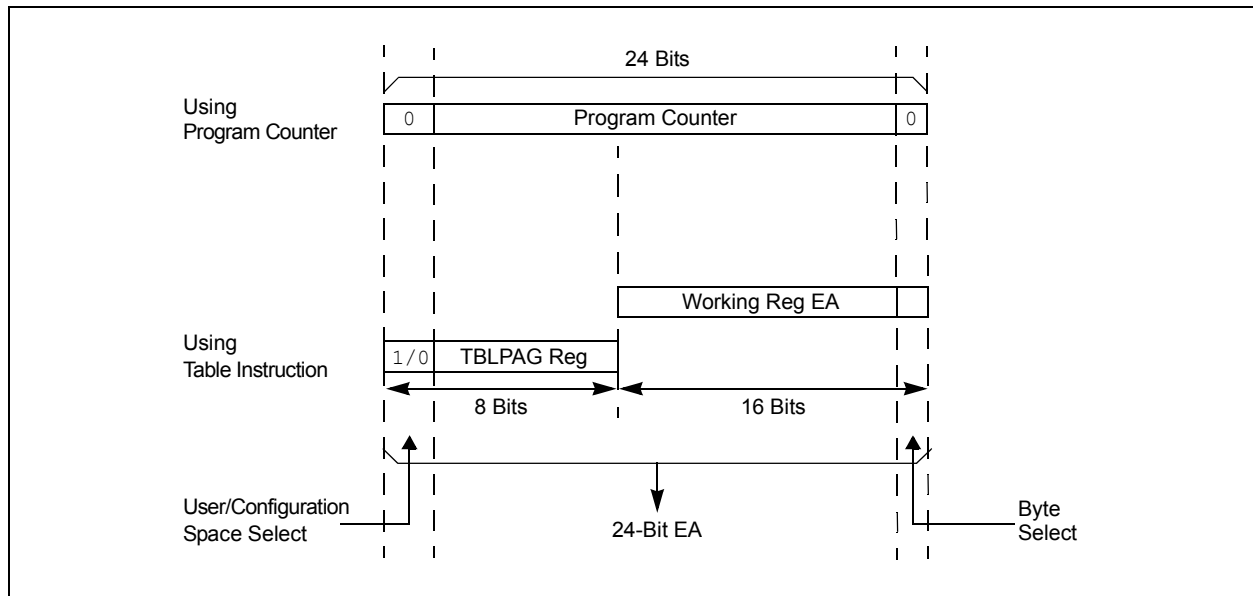 24 Bits
Using
Program Counter
0
Program Counter
0
Working Reg EA
Using
Table Instruction
1/0
TBLPAG Reg
8 Bits
16 Bits
User/Configuration
Space Select
24-Bit EA
Byte
Select